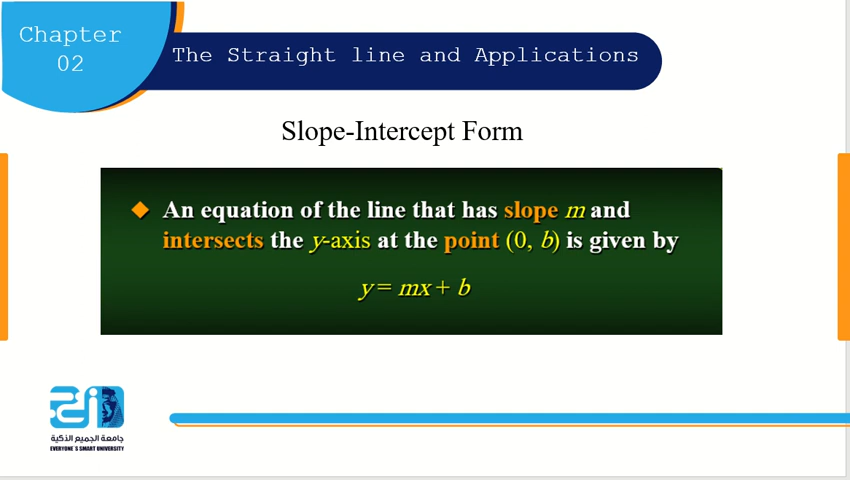 Chapter
02
The Straight line and Applications
Slope-Intercept Form
An equation of the line that has slope m and
intersects the y-axis at the point (0, b) is given by
y = mx + b
جامعة الجميع الذكية
EVERYONE'S SMART UNIVERSITY